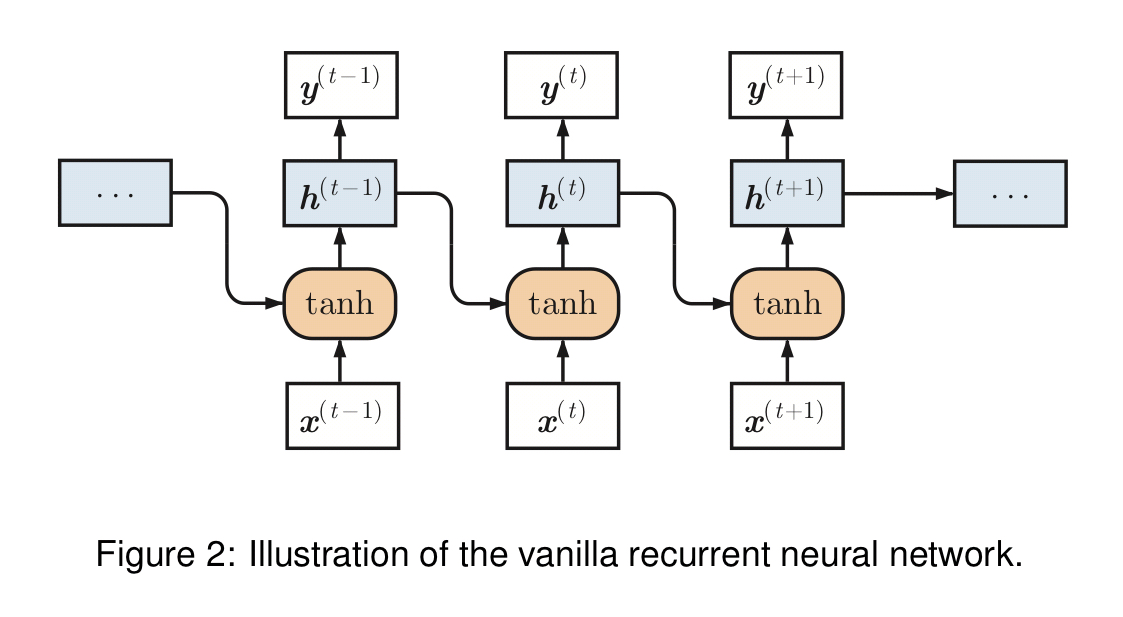 y^(t−1) y^(t) y^(t+1)
... h^(t−1) h^(t) h^(t+1) ...
tanh tanh tanh
x^(t−1) x^(t) x^(t+1)
Figure 2: Illustration of the vanilla recurrent neural network.